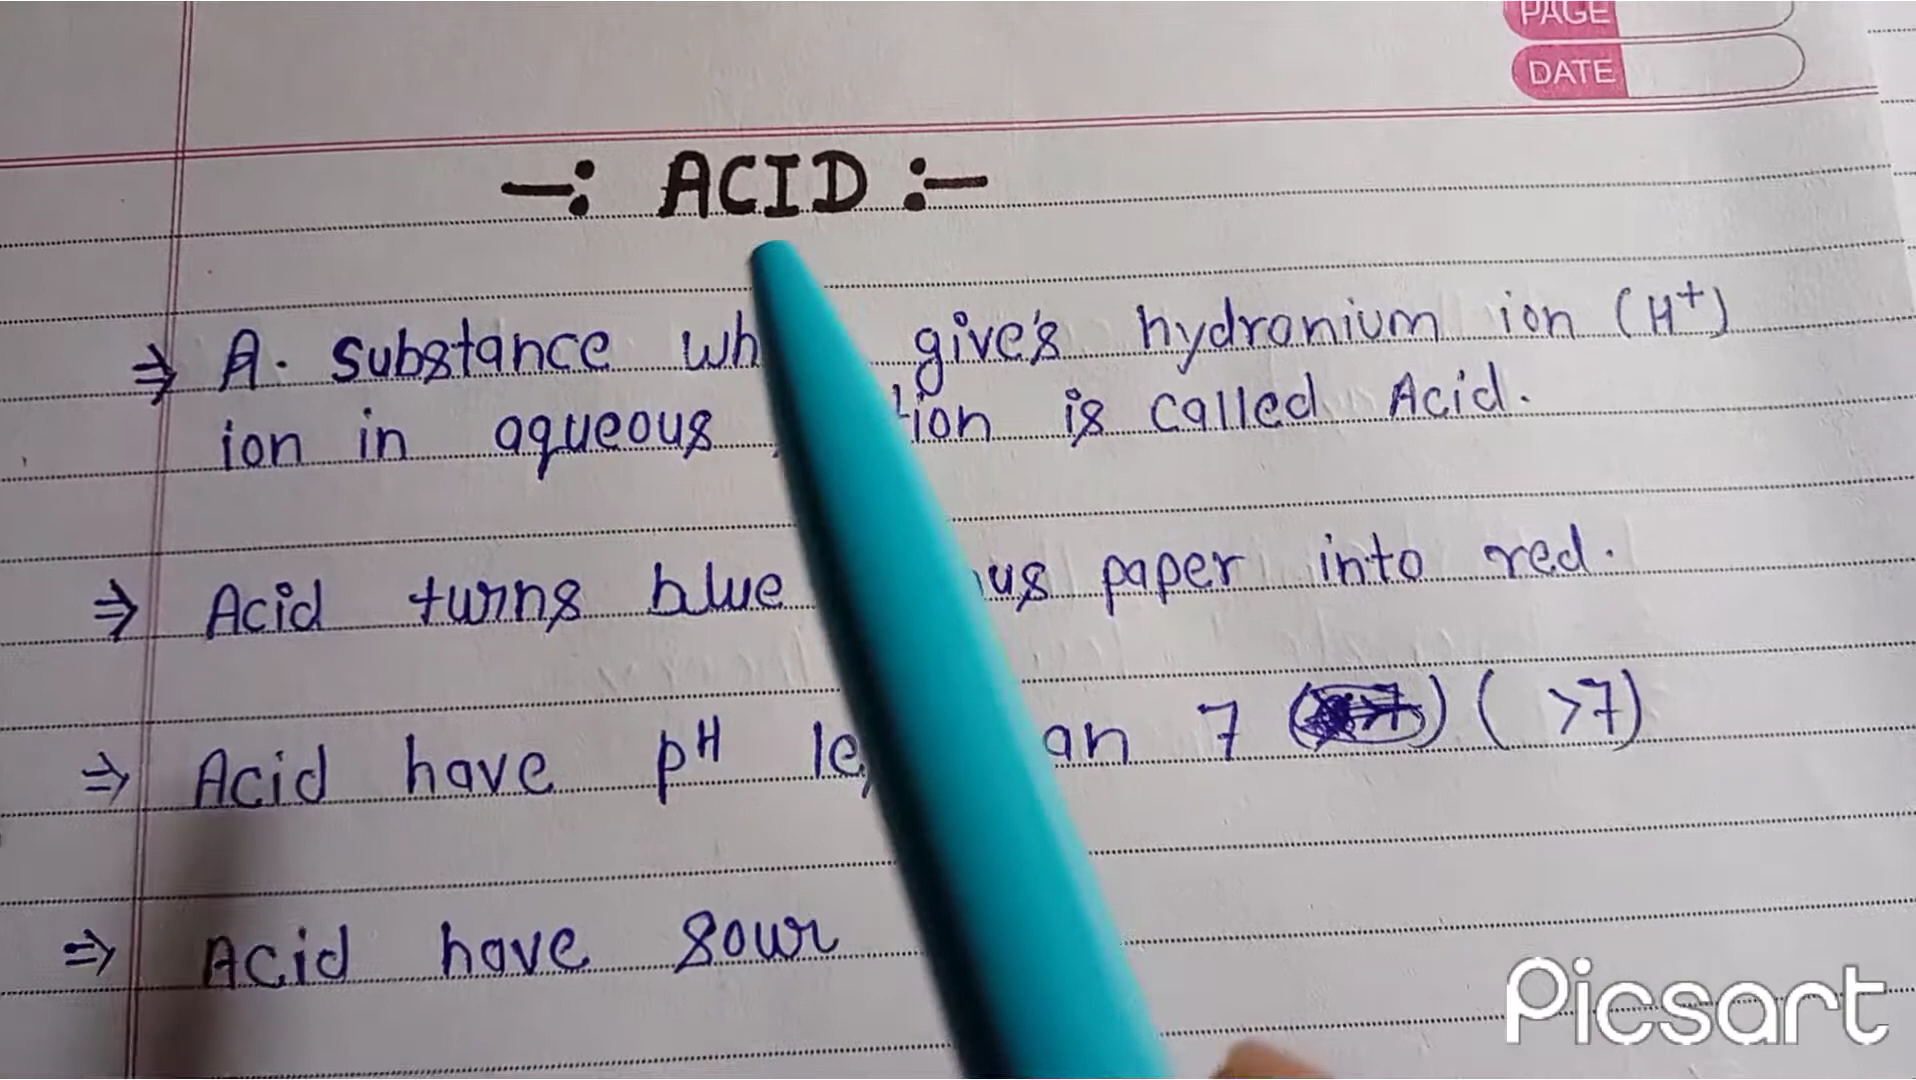 PAGE
DATE
-: ACID :-
⇒ A. substance wh give's hydronium ion (H+)
ion in aqueous tion is called Acid.
⇒ Acid turns blue us paper into red.
⇒ Acid have pH le an 7 ( >7)
⇒ Acid have sour
Picsart